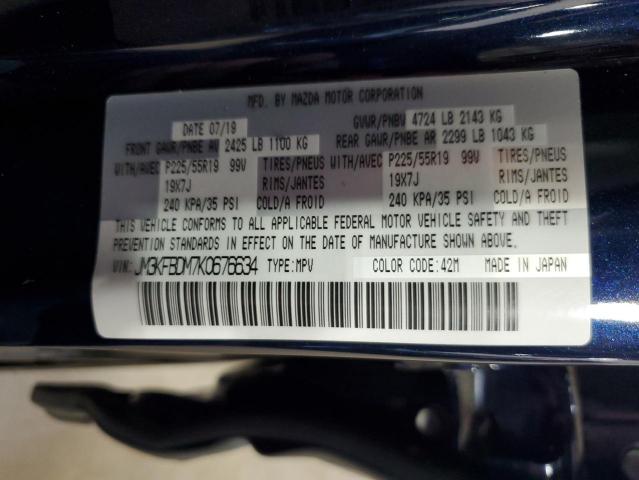 MFD. BY MAZDA MOTOR CORPORATION
DATE 07/19 GVWR/PNBV 4724 LB 2143 KG
FRONT GAWR/PNBE AV 2425 LB 1100 KG REAR GAWR/PNBE AR 2299 LB 1043 KG
WITH/AVEC P225/55R19 99V TIRES/PNEUS WITH/AVEC P225/55R19 99V TIRES/PNEUS
19X7J RIMS/JANTES 19X7J RIMS/JANTES
240 KPA/35 PSI COLD/A FROID 240 KPA/35 PSI COLD/A FROID
THIS VEHICLE CONFORMS TO ALL APPLICABLE FEDERAL MOTOR VEHICLE SAFETY AND THEFT
PREVENTION STANDARDS IN EFFECT ON THE DATE OF MANUFACTURE SHOWN ABOVE.
VIN: JM3KFBDM7K0676634 TYPE:MPV COLOR CODE:42M MADE IN JAPAN